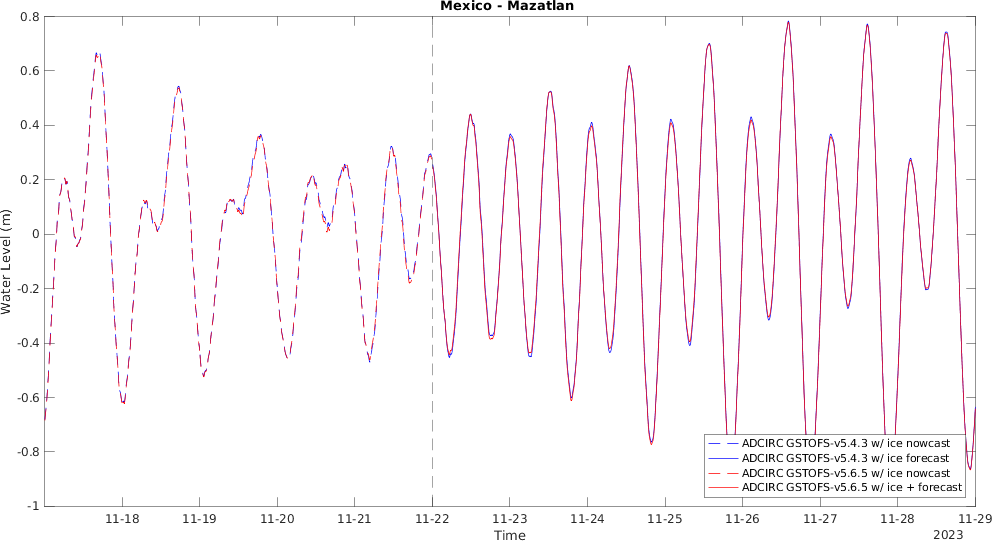 Mexico - Mazatlan
0.8
0.6
0.4
0.2
0
-0.2
-0.4
-0.6
-0.8
-1
Water Level (m)
ADCIRC GSTOFS-v5.4.3 w/ ice nowcast
ADCIRC GSTOFS-v5.4.3 w/ ice forecast
ADCIRC GSTOFS-v5.6.5 w/ ice nowcast
ADCIRC GSTOFS-v5.6.5 w/ ice + forecast
11-18 11-19 11-20 11-21 11-22 11-23 11-24 11-25 11-26 11-27 11-28 11-29
Time
2023